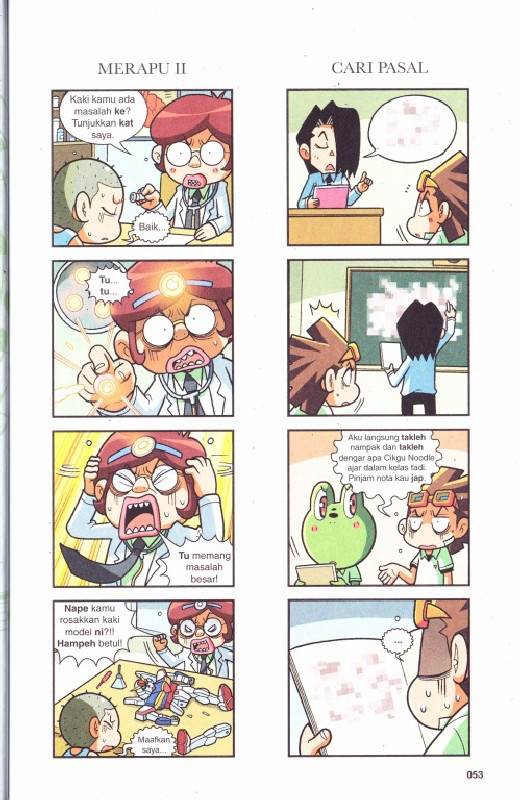 MERAPU II
Kaki kamu ada
masallah ke?
Tunjukkan kat
saya.
Baik...
Tu...
tu...
Tu memang
masalah
besar!
Nape kamu
rosakkan kaki
model ni?!!
Hampeh betul!
Maafkan
saya...
CARI PASAL
Aku langsung takleh
nampak dan takleh
dengar apa Cikgu Noodle
ajar dalam kelas tadi.
Pinjam nota kau jap.
...
053